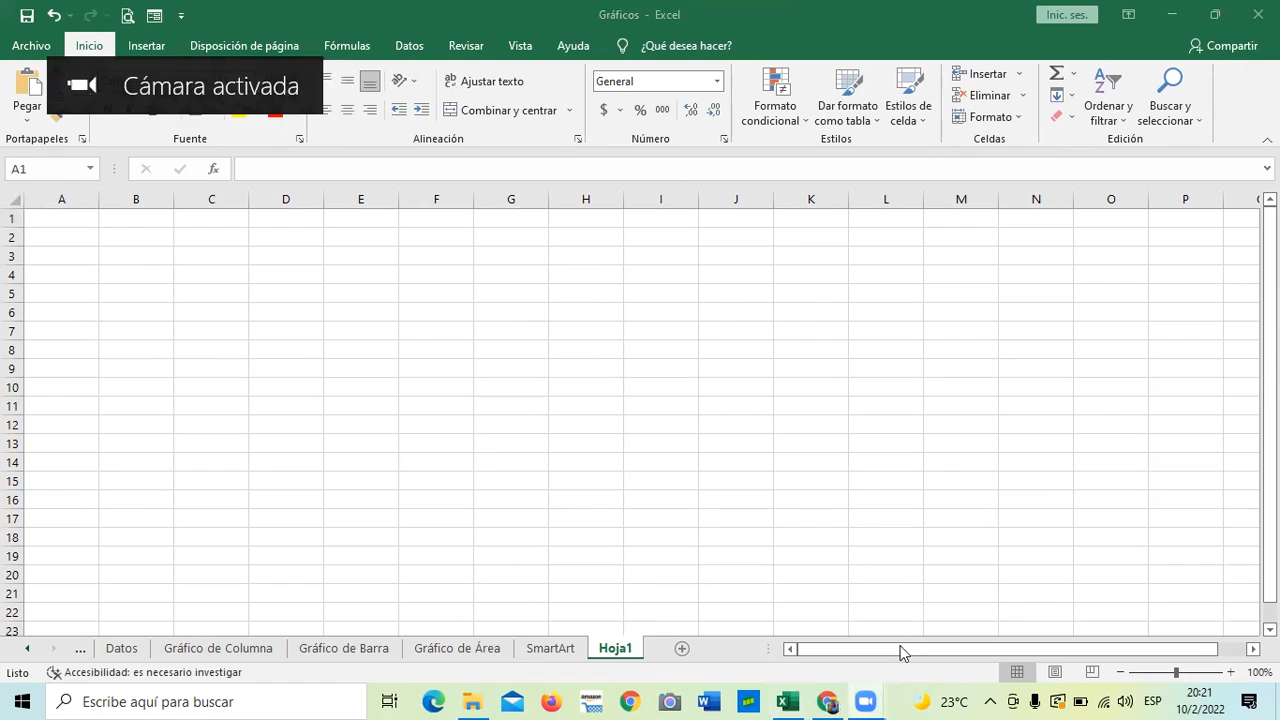 Gráficos - Excel
Inic. ses.
Archivo Inicio Insertar Disposición de página Fórmulas Datos Revisar Vista Ayuda ¿Qué desea hacer? Compartir
Cámara activada
Pegar
Ajustar texto
Combinar y centrar
General
$ % 000
Formato condicional
Dar formato como tabla
Estilos de celda
Insertar
Eliminar
Formato
Ordenar y filtrar
Buscar y seleccionar
Portapapeles Fuente Alineación Número Estilos Celdas Edición
A1 fx
A B C D E F G H I J K L M N O P
1
2
3
4
5
6
7
8
9
10
11
12
13
14
15
16
17
18
19
20
21
22
23
... Datos Gráfico de Columna Gráfico de Barra Gráfico de Área SmartArt Hoja1
Listo Accesibilidad: es necesario investigar 100%
Escribe aquí para buscar 23°C ESP 20:21
10/2/2022